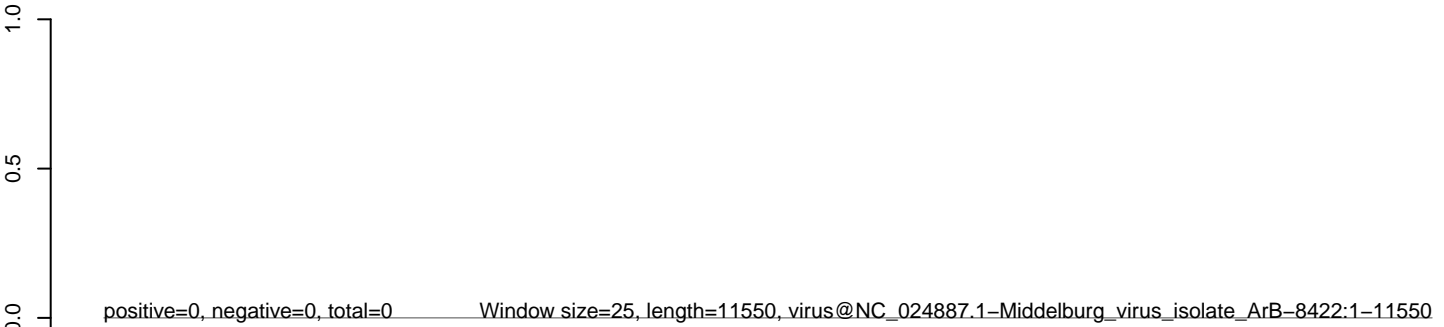 1.0
0.5
0.0
positive=0, negative=0, total=0 Window size=25, length=11550, virus@NC_024887.1−Middelburg_virus_isolate_ArB−8422:1−11550